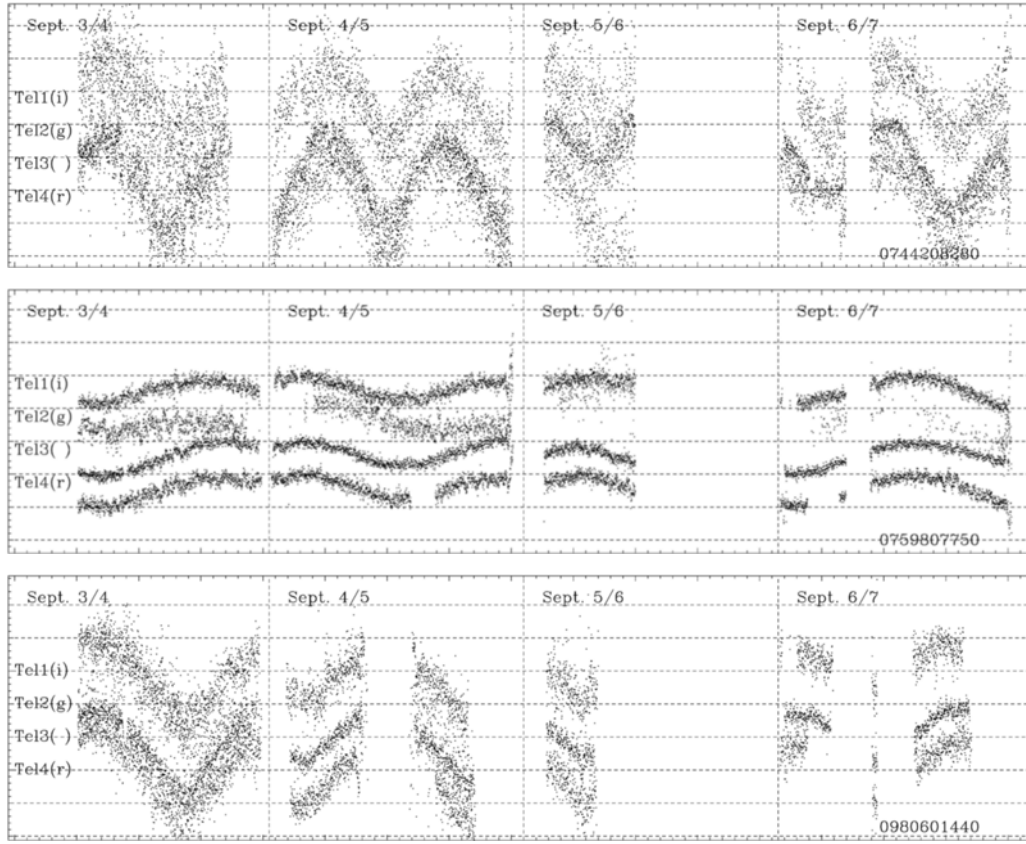 Sept. 3/4 Sept. 4/5 Sept. 5/6 Sept. 6/7
Tel1(i)
Tel2(g)
Tel3( )
Tel4(r)
0744208280
Sept. 3/4 Sept. 4/5 Sept. 5/6 Sept. 6/7
Tel1(i)
Tel2(g)
Tel3( )
Tel4(r)
0759807750
Sept. 3/4 Sept. 4/5 Sept. 5/6 Sept. 6/7
Tel1(i)
Tel2(g)
Tel3( )
Tel4(r)
0980601440